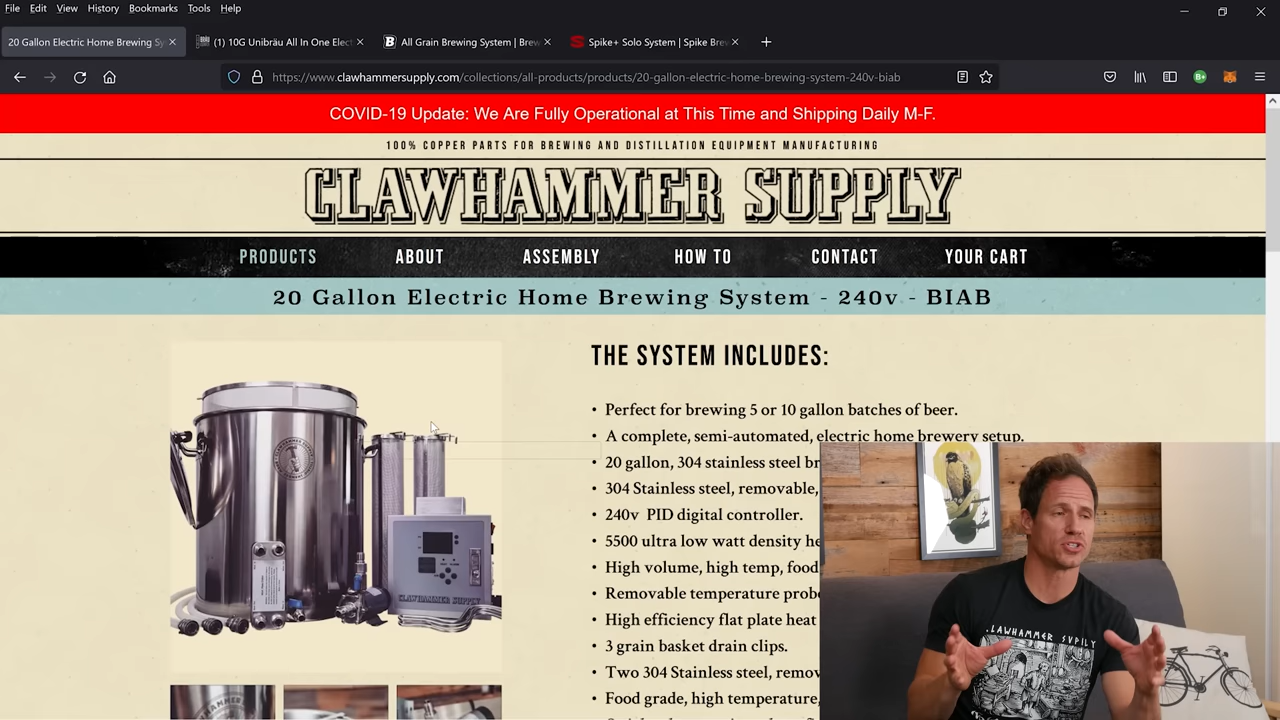 File Edit View History Bookmarks Tools Help
20 Gallon Electric Home Brewing Sy
(1) 10G Unibräu All In One Elect
All Grain Brewing System | Brew
Spike+ Solo System | Spike Brew
https://www.clawhammersupply.com/collections/all-products/products/20-gallon-electric-home-brewing-system-240v-biab
COVID-19 Update: We Are Fully Operational at This Time and Shipping Daily M-F.
100% COPPER PARTS FOR BREWING AND DISTILLATION EQUIPMENT MANUFACTURING
CLAWHAMMER SUPPLY
PRODUCTS ABOUT ASSEMBLY HOW TO CONTACT YOUR CART
20 Gallon Electric Home Brewing System - 240v - BIAB
THE SYSTEM INCLUDES:
• Perfect for brewing 5 or 10 gallon batches of beer.
• A complete, semi-automated, electric home brewery setup.
• 20 gallon, 304 stainless steel br
• 304 Stainless steel, removable,
• 240v PID digital controller.
• 5500 ultra low watt density he
• High volume, high temp, food
• Removable temperature probe
• High efficiency flat plate heat
• 3 grain basket drain clips.
• Two 304 Stainless steel, remov
• Food grade, high temperature,
CLAWHAMMER SUPPLY
.LAWHAMMER SUPPLY